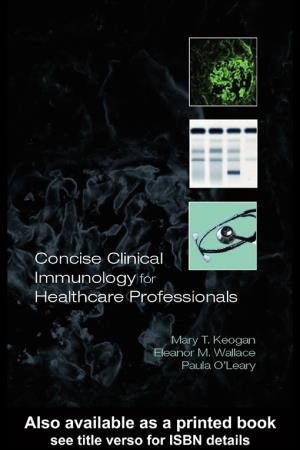 Concise Clinical
Immunology for
Healthcare Professionals
Mary T. Keogan
Eleanor M. Wallace
Paula O'Leary
Also available as a printed book
see title verso for ISBN details